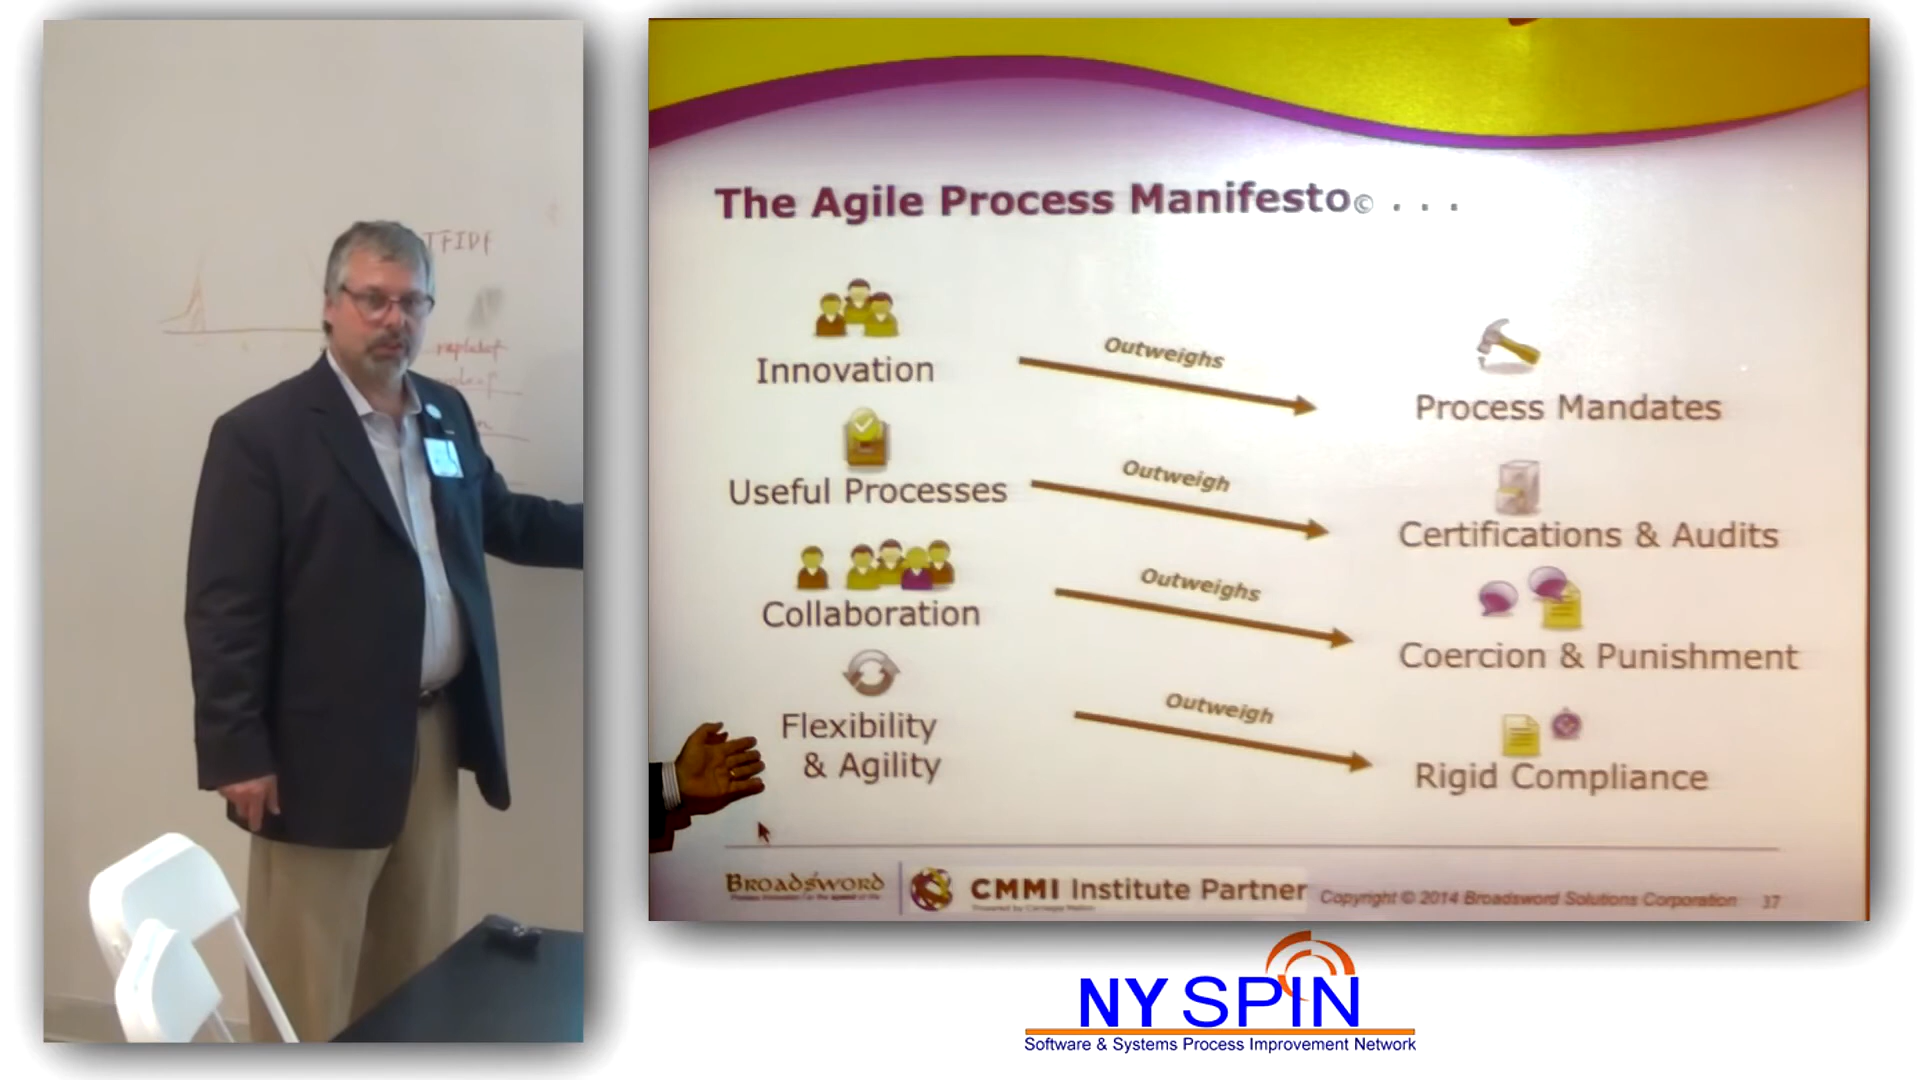 TFIDF
The Agile Process Manifesto© . . .
Innovation
Outweighs
Process Mandates
Useful Processes
Outweigh
Certifications & Audits
Collaboration
Outweighs
Coercion & Punishment
Flexibility
& Agility
Outweigh
Rigid Compliance
BROADSWORD
CMMI Institute Partner
Copyright © 2014 Broadsword Solutions Corporation
37
NY SPIN
Software & Systems Process Improvement Network